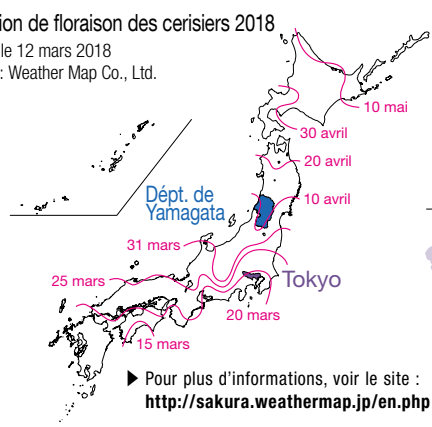 ion de floraison des cerisiers 2018
le 12 mars 2018
: Weather Map Co., Ltd.
10 mai
30 avril
20 avril
Dépt. de
Yamagata
10 avril
31 mars
25 mars
Tokyo
20 mars
15 mars
▶ Pour plus d'informations, voir le site :
http://sakura.weathermap.jp/en.php